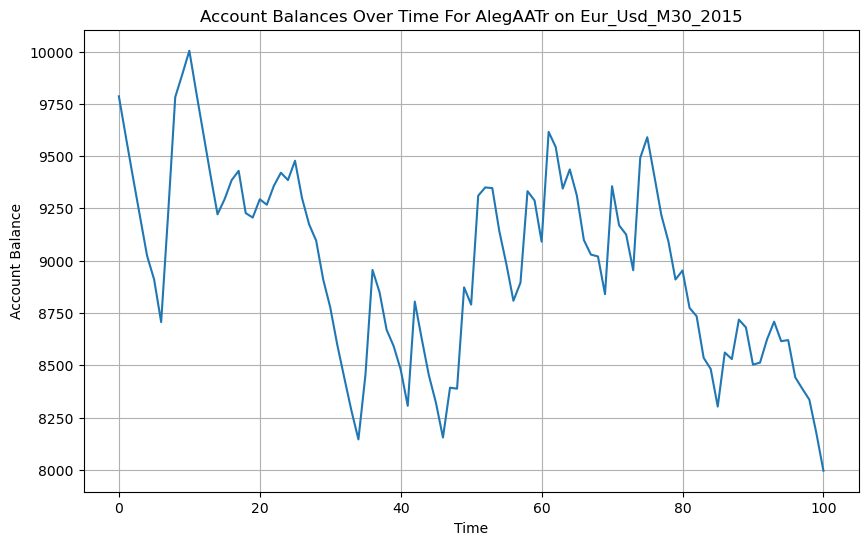 Account Balances Over Time For AlegAATr on Eur_Usd_M30_2015
10000
9750
9500
9250
9000
8750
8500
8250
8000
Account Balance
0 20 40 60 80 100
Time